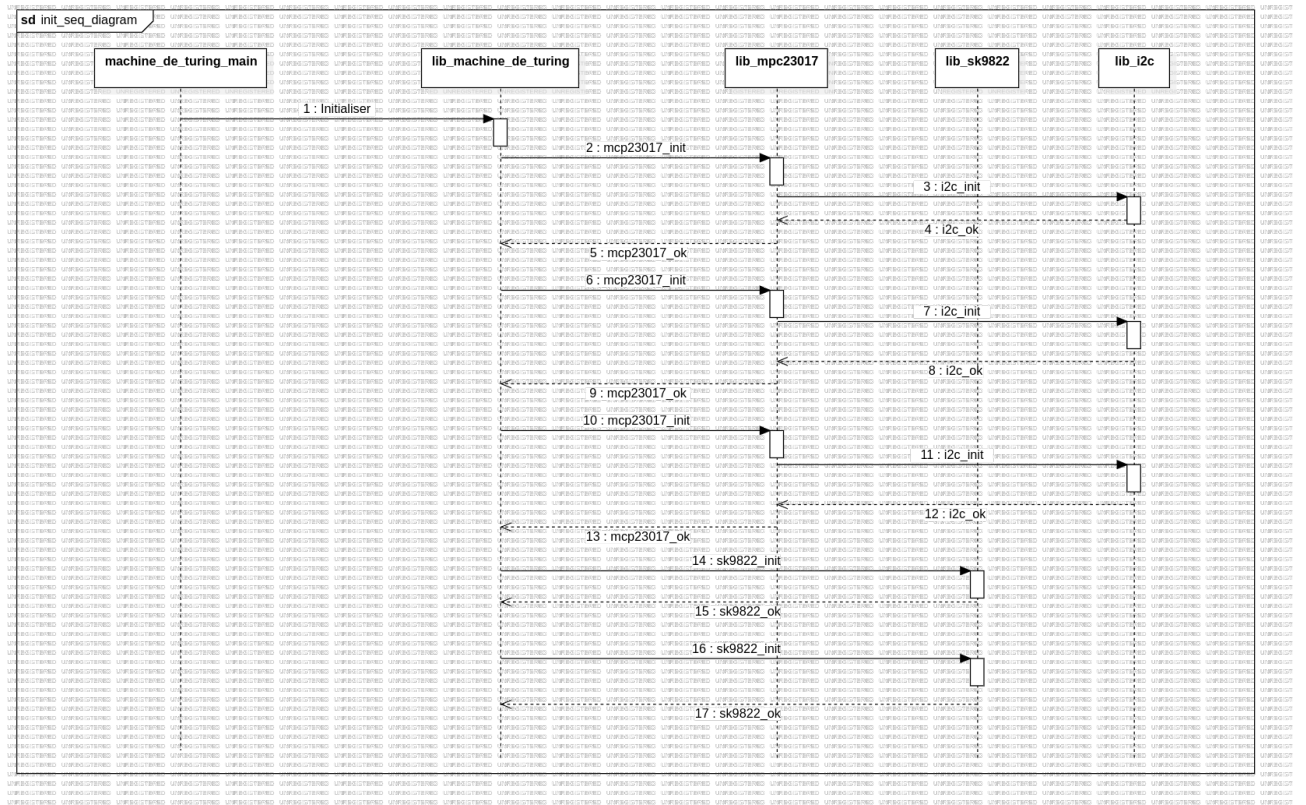 sd init_seq_diagram
machine_de_turing_main
lib_machine_de_turing
lib_mpc23017
lib_sk9822
lib_i2c
1 : Initialiser
2 : mcp23017_init
3 : i2c_init
4 : i2c_ok
5 : mcp23017_ok
6 : mcp23017_init
7 : i2c_init
8 : i2c_ok
9 : mcp23017_ok
10 : mcp23017_init
11 : i2c_init
12 : i2c_ok
13 : mcp23017_ok
14 : sk9822_init
15 : sk9822_ok
16 : sk9822_init
17 : sk9822_ok